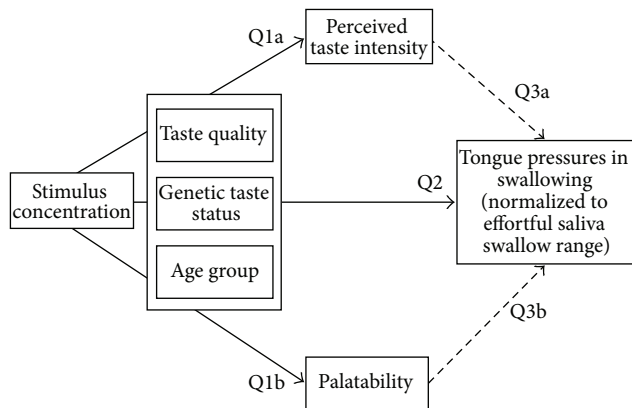 Perceived
taste intensity
Q1a
Q3a
Taste quality
Stimulus
concentration
Genetic taste
status
Age group
Q2
Tongue pressures in
swallowing
(normalized to
effortful saliva
swallow range)
Q3b
Q1b
Palatability